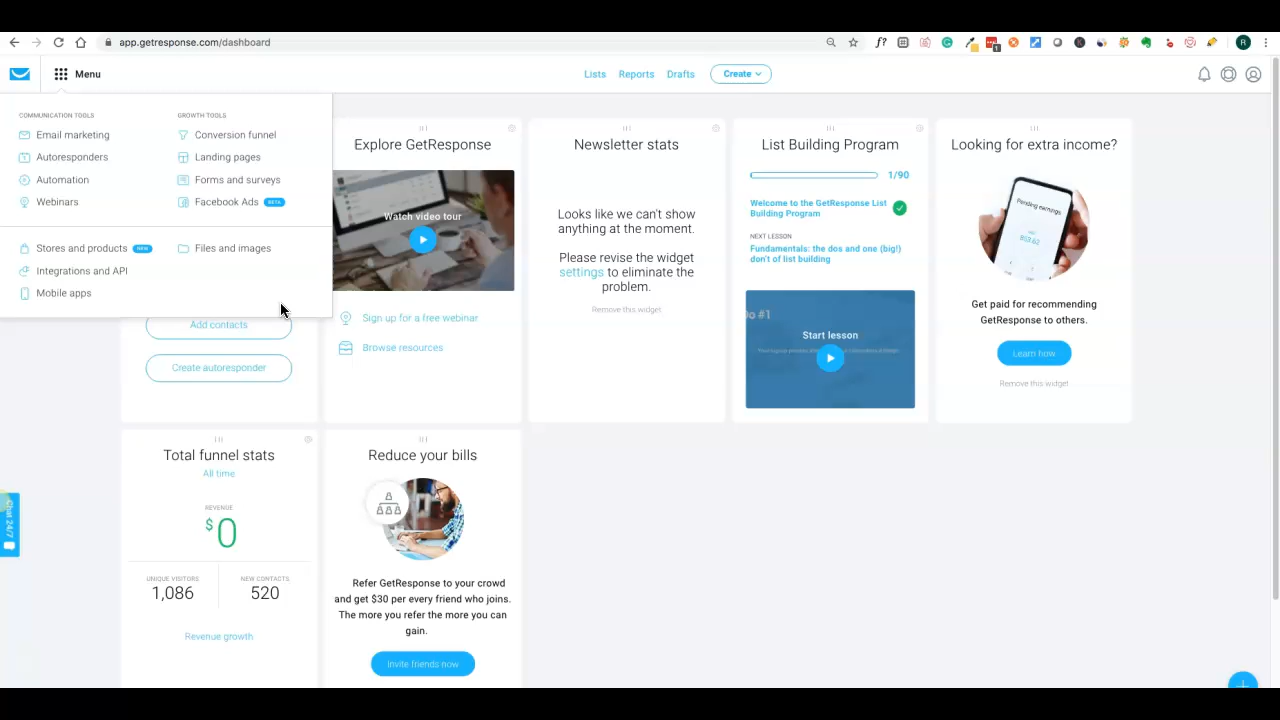 app.getresponse.com/dashboard
Menu
Lists
Reports
Drafts
Create
COMMUNICATION TOOLS
Email marketing
Autoresponders
Automation
Webinars
GROWTH TOOLS
Conversion funnel
Landing pages
Forms and surveys
Facebook Ads BETA
Stores and products NEW
Integrations and API
Mobile apps
Files and images
Add contacts
Create autoresponder
Explore GetResponse
Watch video tour
Sign up for a free webinar
Browse resources
Newsletter stats
Looks like we can't show
anything at the moment.
Please revise the widget
settings to eliminate the
problem.
Remove this widget
List Building Program
1/90
Welcome to the GetResponse List
Building Program
NEXT LESSON
Fundamentals: the dos and one (big!)
don't of list building
Do #1
Start lesson
Looking for extra income?
Pending earnings
Get paid for recommending
GetResponse to others.
Learn how
Remove this widget
Total funnel stats
All time
REVENUE
$0
UNIQUE VISITORS
1,086
NEW CONTACTS
520
Revenue growth
Reduce your bills
Refer GetResponse to your crowd
and get $30 per every friend who joins.
The more you refer the more you can
gain.
Invite friends now
Chat 24/7